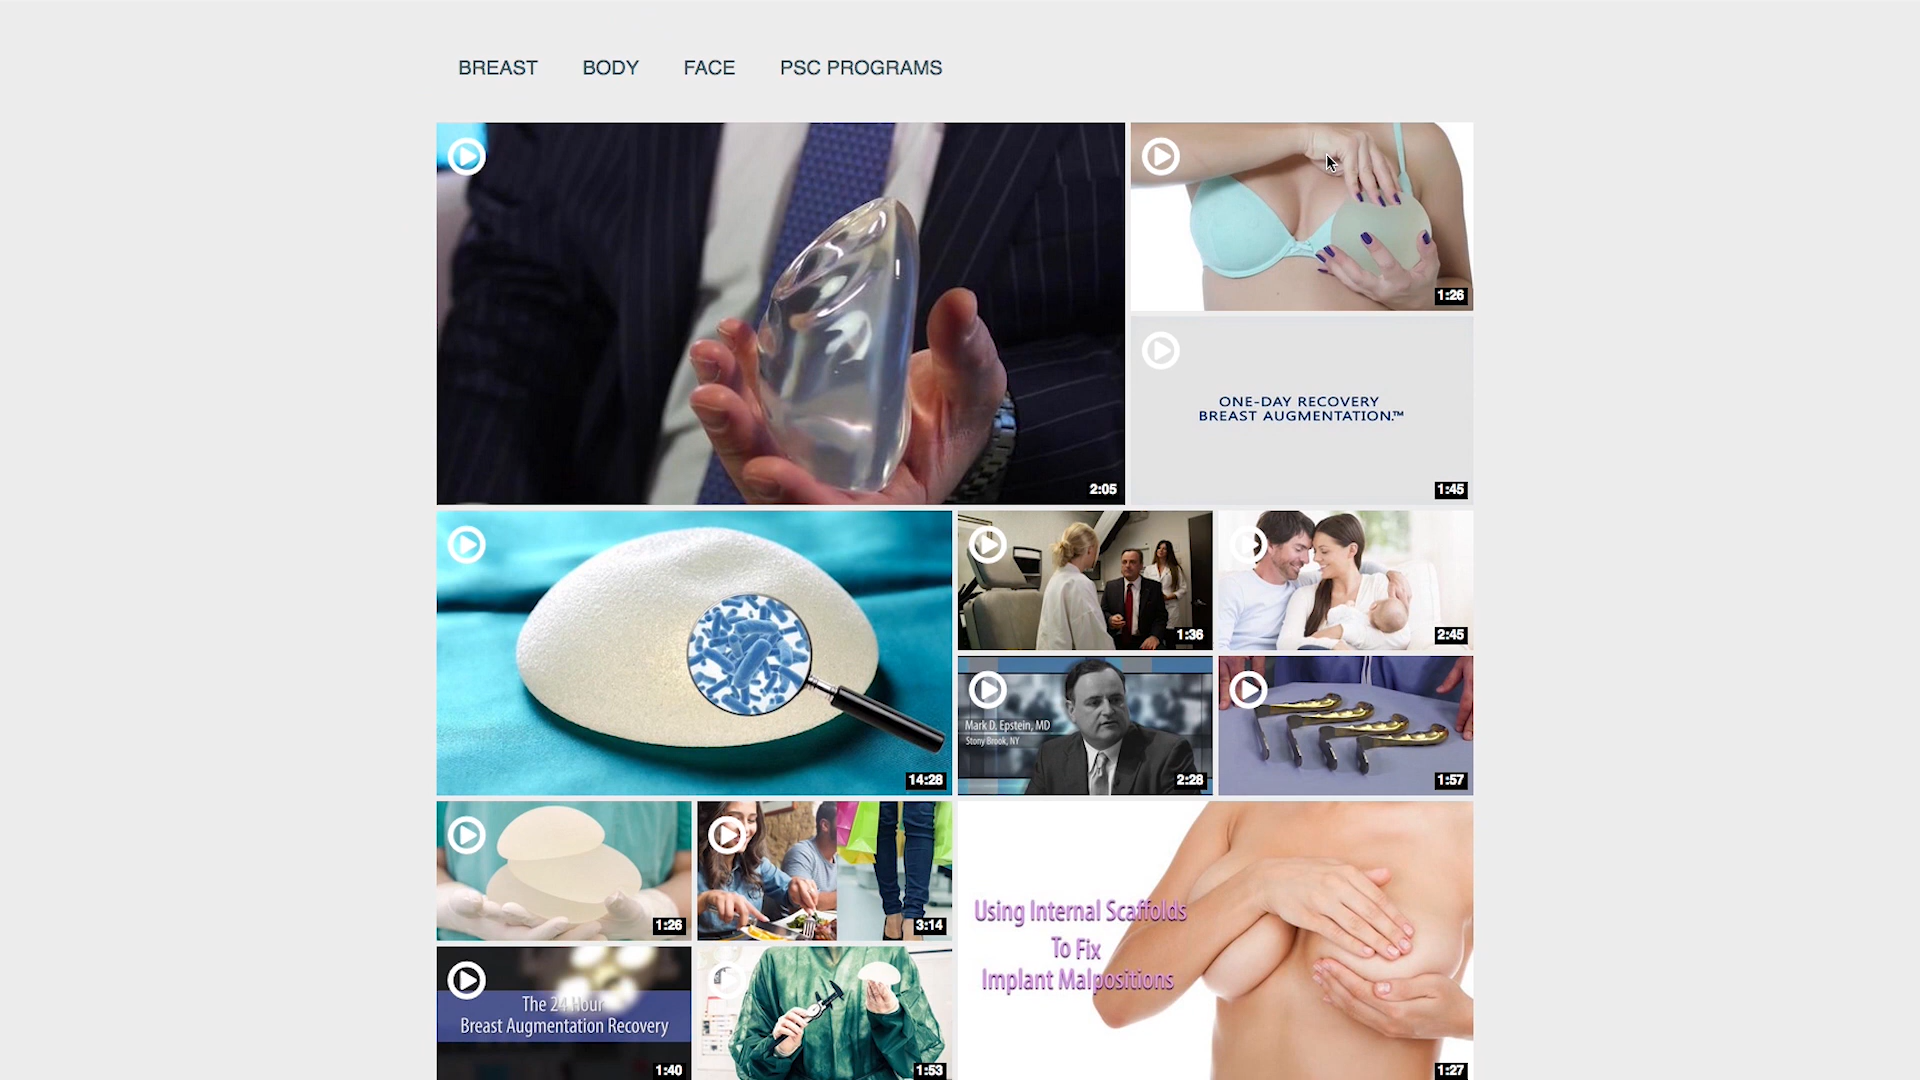 BREAST BODY FACE PSC PROGRAMS
2:05
1:26
ONE-DAY RECOVERY
BREAST AUGMENTATION.™
1:45
14:28
1:36
2:45
Mark D. Epstein, MD
Stony Brook, NY
2:28
1:57
1:26
3:14
Using Internal Scaffolds
To Fix
Implant Malpositions
1:27
The 24 Hour
Breast Augmentation Recovery
1:40
1:53